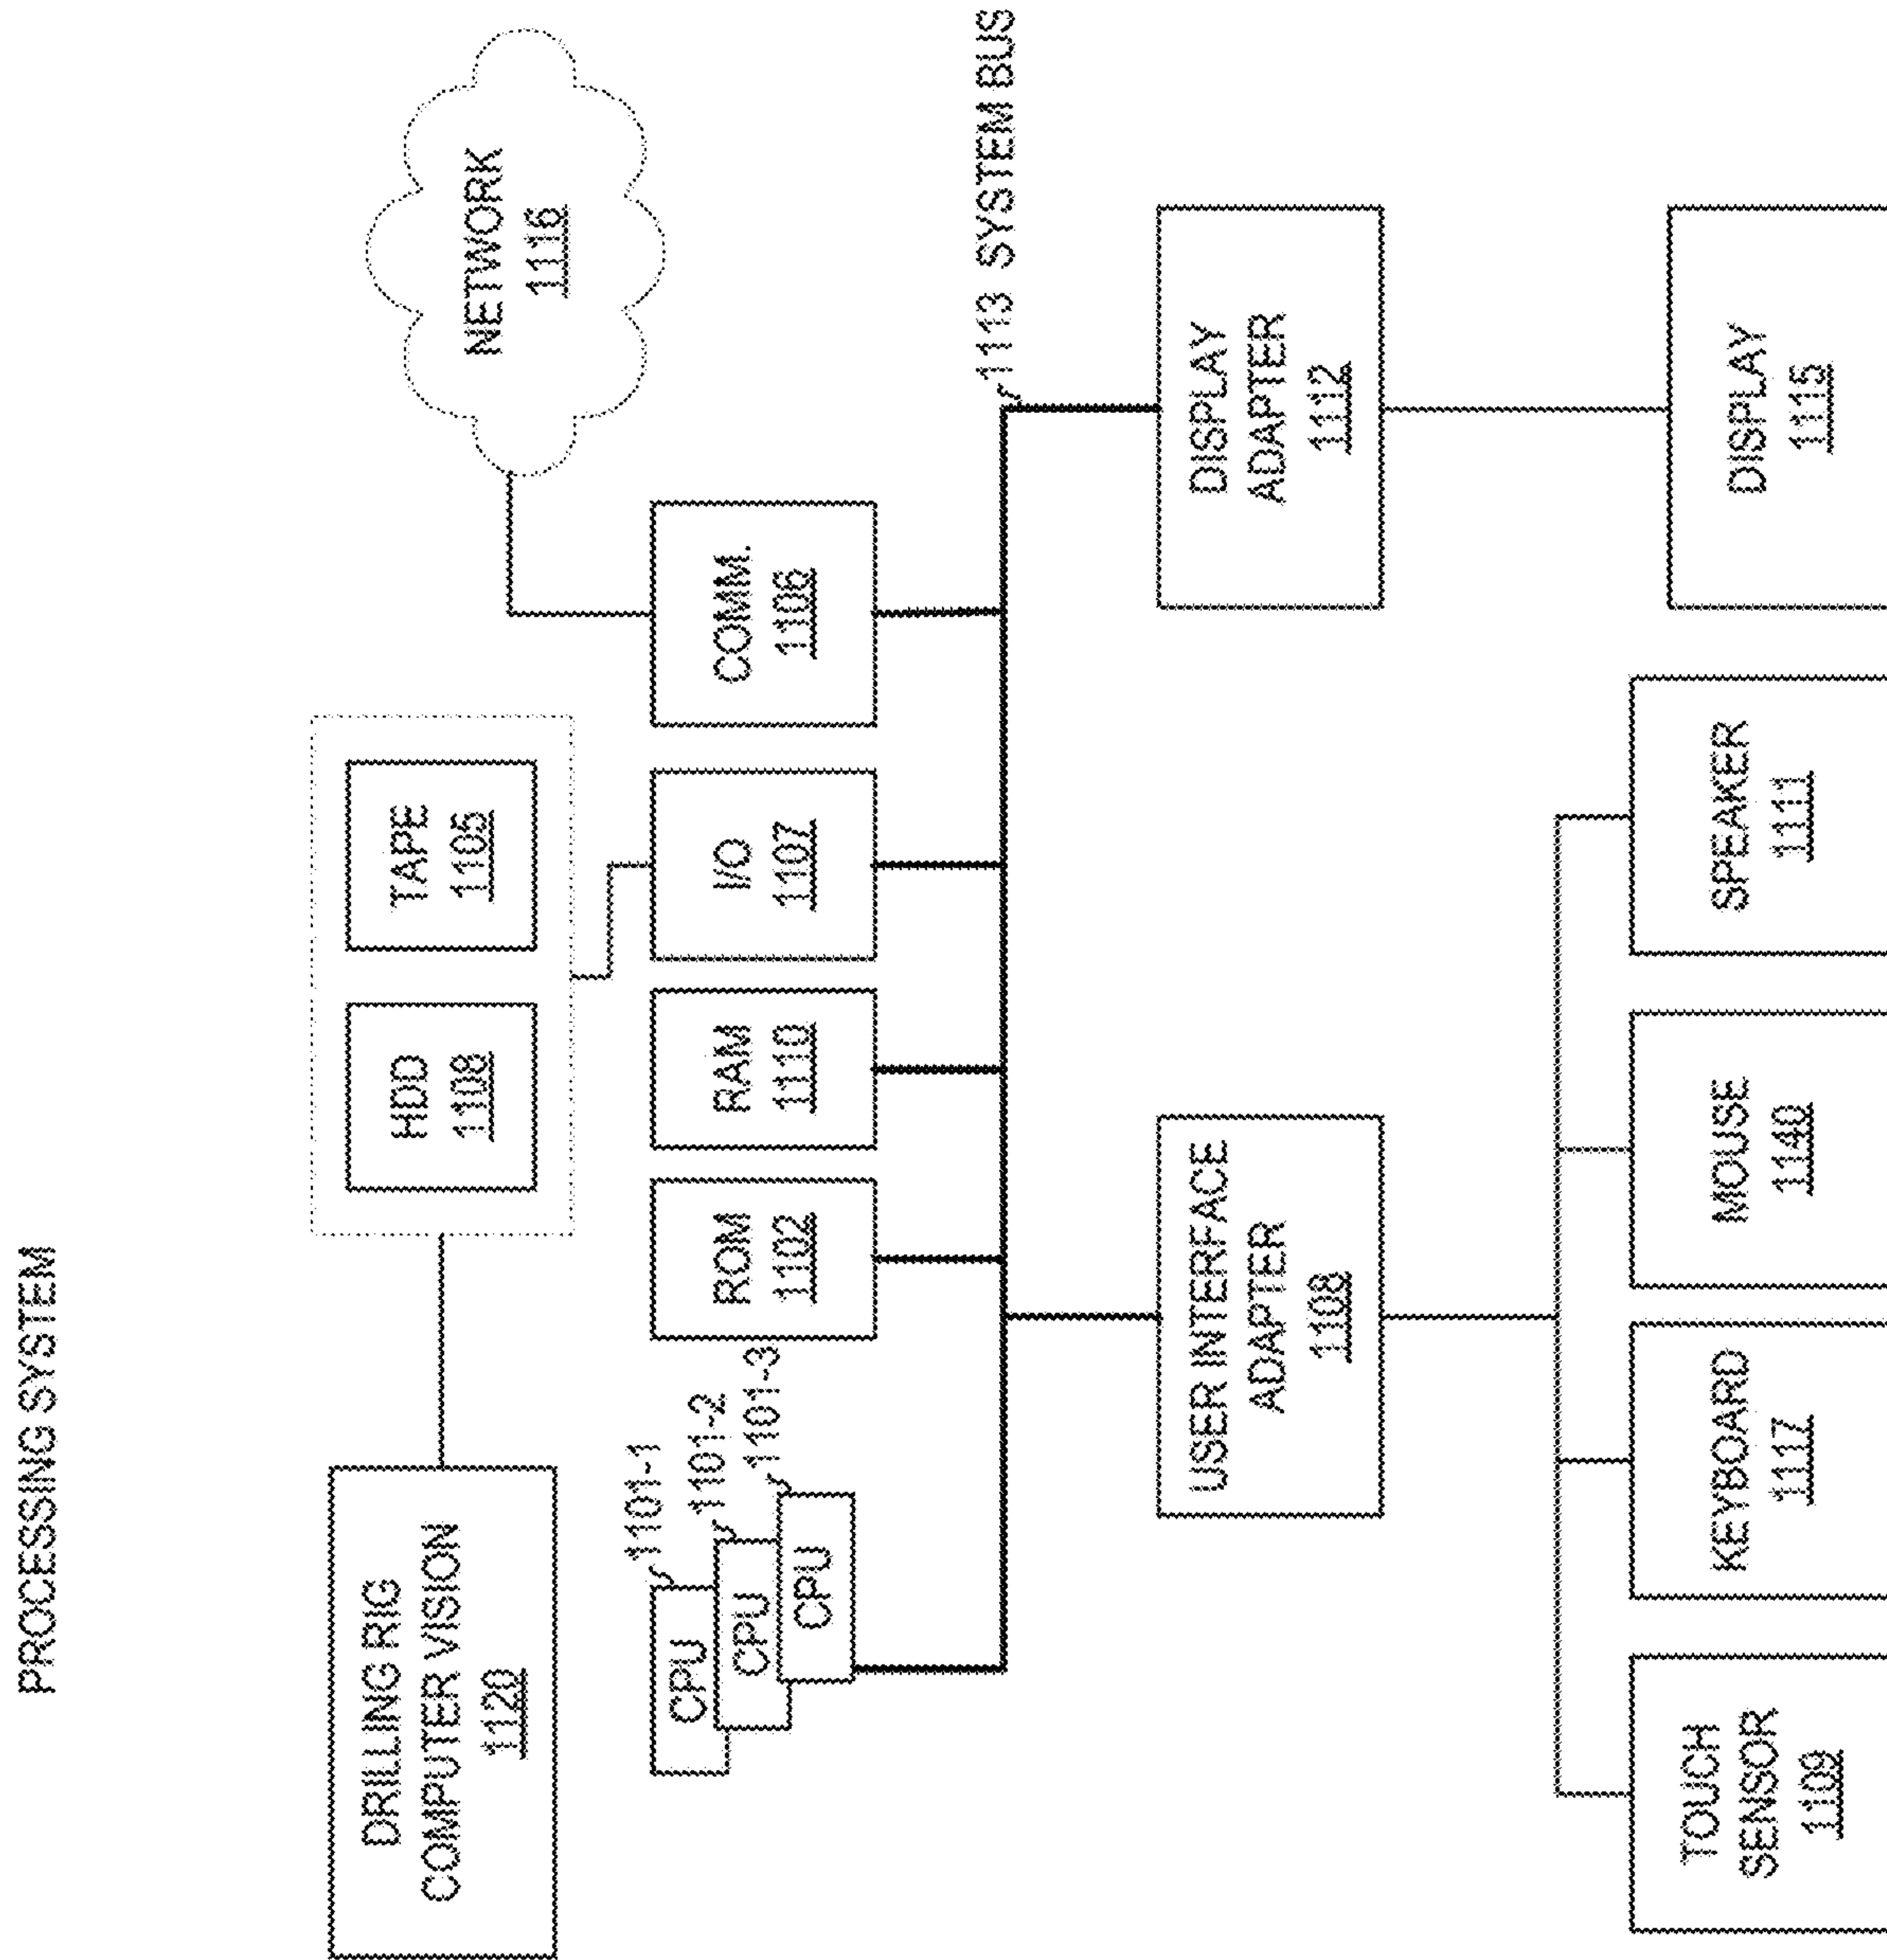 PROCESSING SYSTEM
DRILLING RIG
COMPUTER VISION
1120
HDD
1108
TAPE
1105
NETWORK
1116
1101-1
1101-2
1101-3
CPU
CPU
CPU
ROM
1102
RAM
1110
I/O
1107
COMM.
1106
1113 SYSTEM BUS
USER INTERFACE
ADAPTER
1108
DISPLAY
ADAPTER
1112
TOUCH
SENSOR
1109
KEYBOARD
1117
MOUSE
1140
SPEAKER
1111
DISPLAY
1115